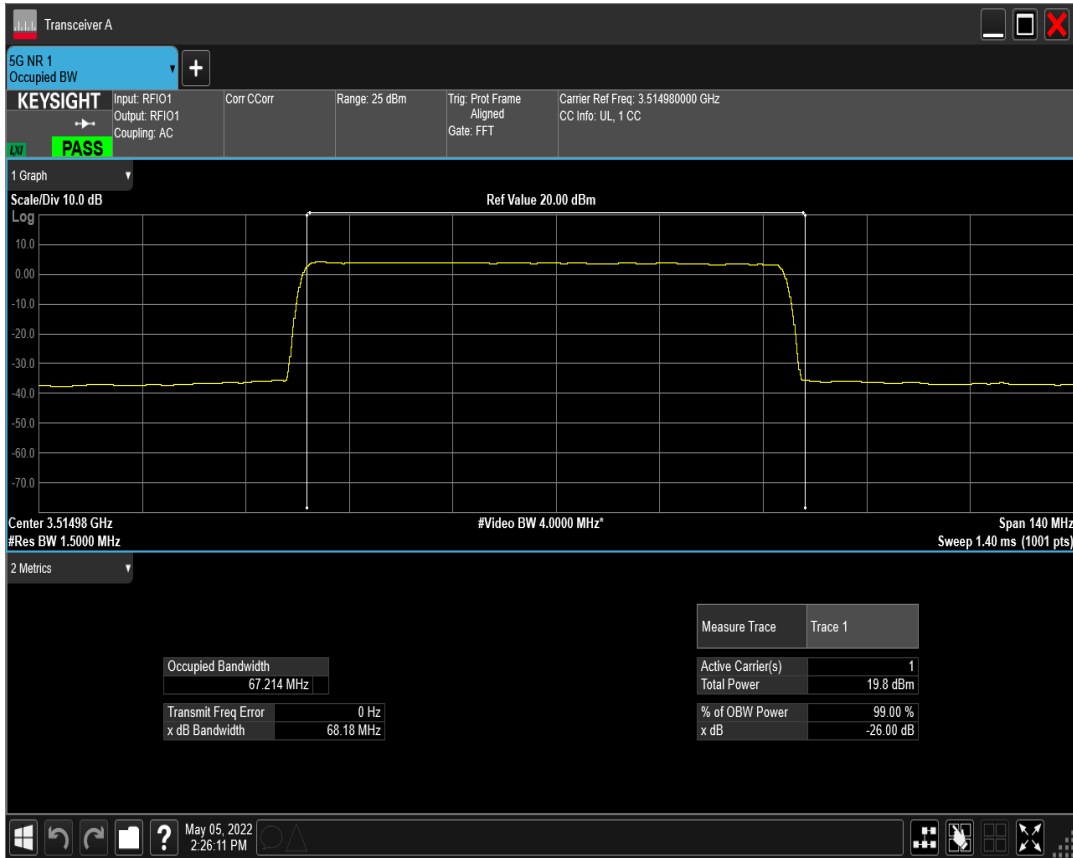 Transceiver A
5G NR 1
Occupied BW
KEYSIGHT
LXI
PASS
Input: RFIO1
Output: RFIO1
Coupling: AC
Corr CCorr
Range: 25 dBm
Trig: Prot Frame
Aligned
Gate: FFT
Carrier Ref Freq: 3.514980000 GHz
CC Info: UL, 1 CC
1 Graph
Scale/Div 10.0 dB
Ref Value 20.00 dBm
Log
10.0
0.00
-10.0
-20.0
-30.0
-40.0
-50.0
-60.0
-70.0
Center 3.51498 GHz
#Video BW 4.0000 MHz*
Span 140 MHz
#Res BW 1.5000 MHz
Sweep 1.40 ms (1001 pts)
2 Metrics
Measure Trace Trace 1
Occupied Bandwidth
67.214 MHz
Active Carrier(s) 1
Total Power 19.8 dBm
Transmit Freq Error 0 Hz
x dB Bandwidth 68.18 MHz
% of OBW Power 99.00 %
x dB -26.00 dB
?
May 05, 2022
2:26:11 PM